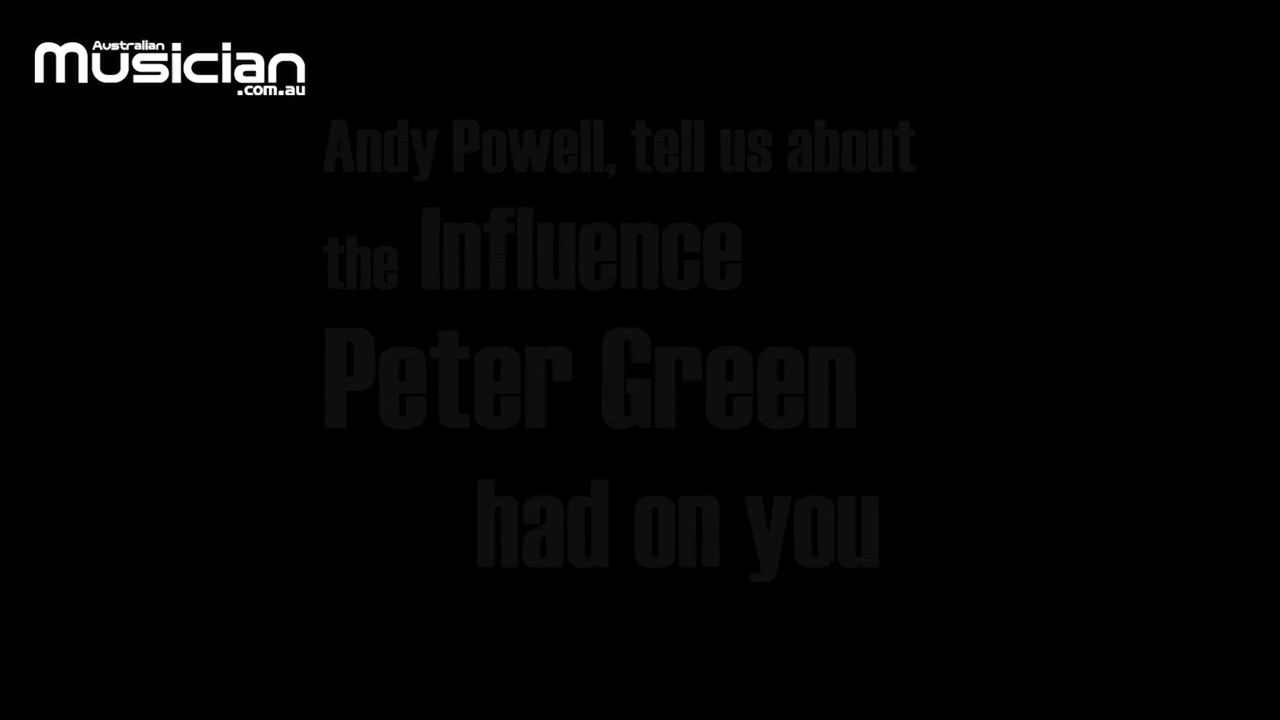 Australian
musician
.com.au
Andy Powell, tell us about
the Influence
Peter Green
had on you